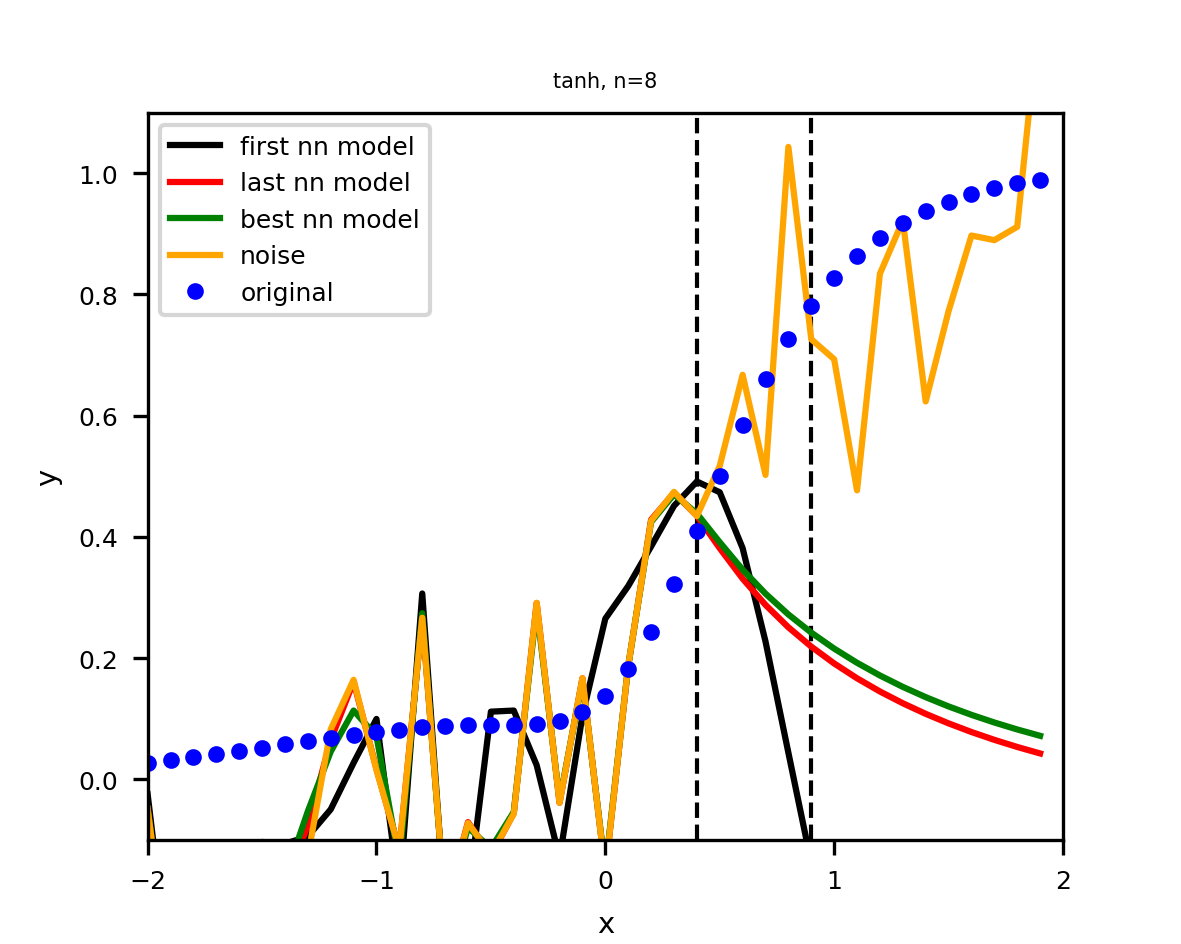 tanh, n=8
first nn model
last nn model
best nn model
noise
original
1.0
0.8
0.6
0.4
0.2
0.0
y
−2
−1
0
1
2
x